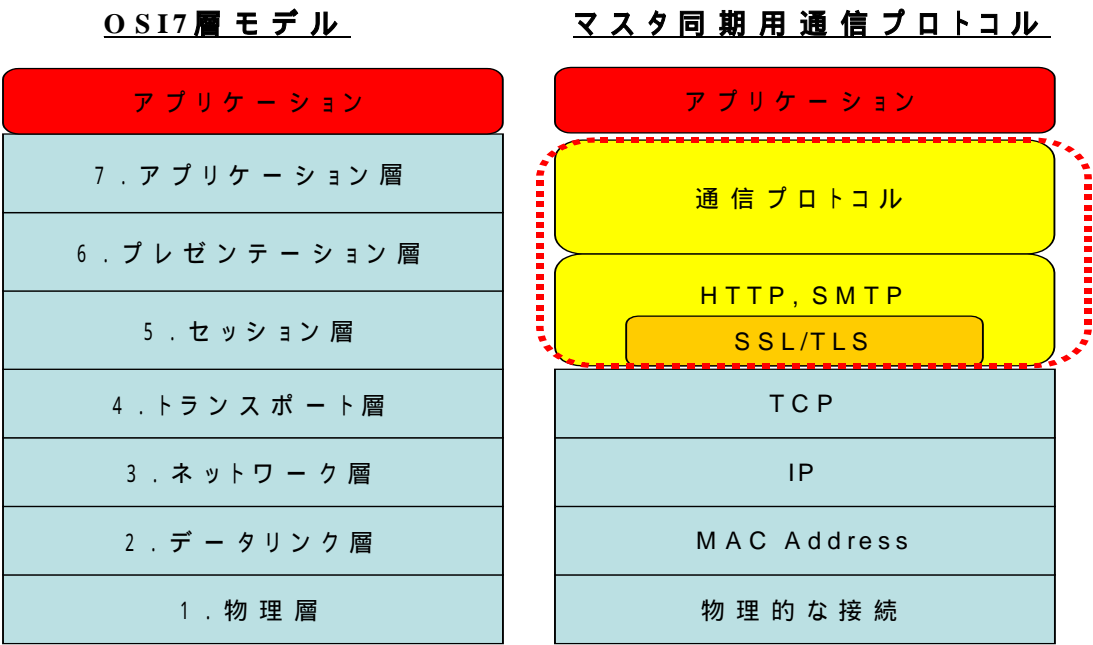 OSI7層モデル
アプリケーション
7.アプリケーション層
6.プレゼンテーション層
5.セッション層
4.トランスポート層
3.ネットワーク層
2.データリンク層
1.物理層
マスタ同期用通信プロトコル
アプリケーション
通信プロトコル
HTTP, SMTP
SSL/TLS
TCP
IP
MAC Address
物理的な接続